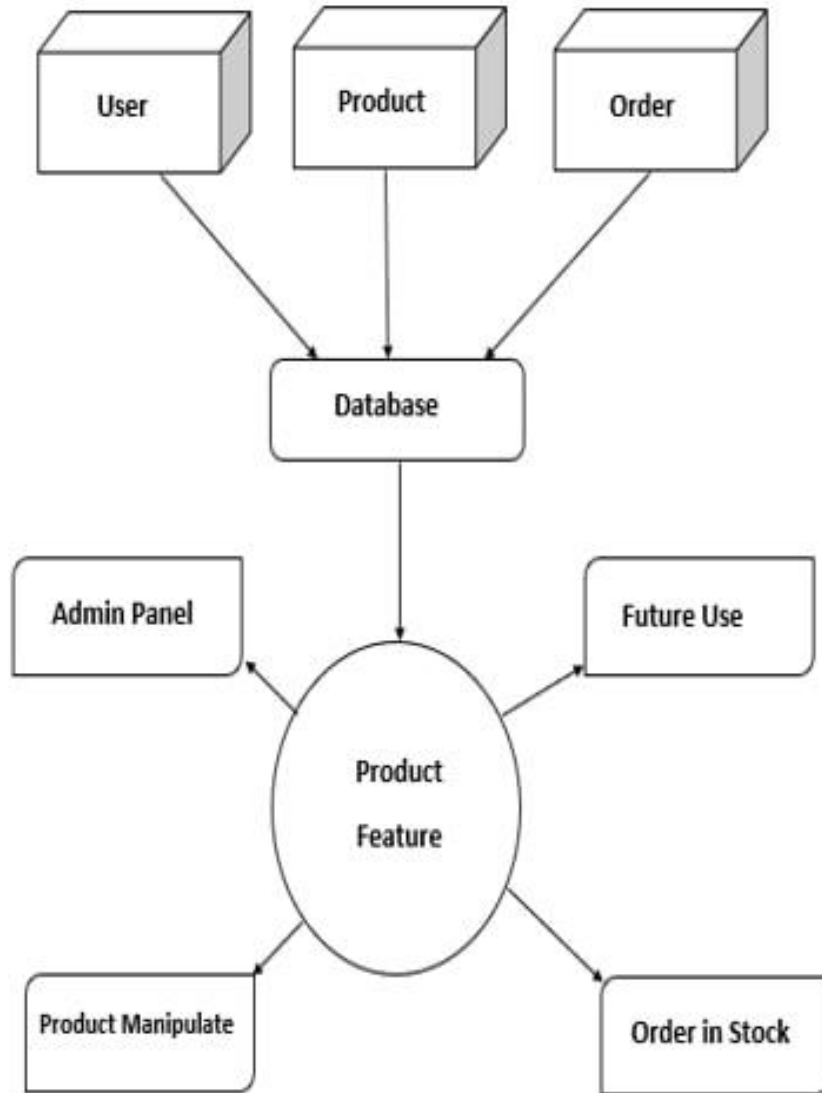 User
Product
Order
Database
Admin Panel
Future Use
Product
Feature
Product Manipulate
Order in Stock